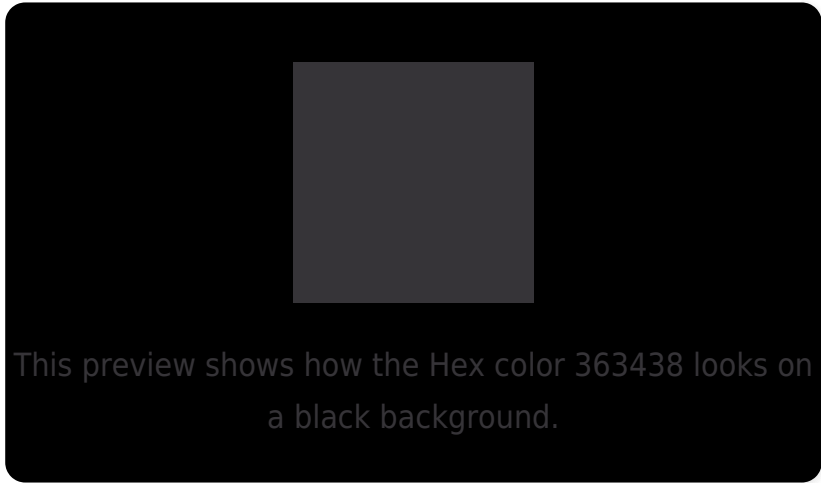 This preview shows how the Hex color 363438 looks on
a black background.